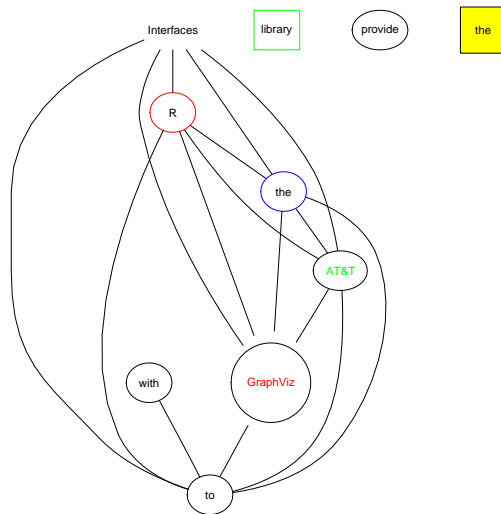 Interfaces library provide the
R
the
AT&T
with GraphViz
to